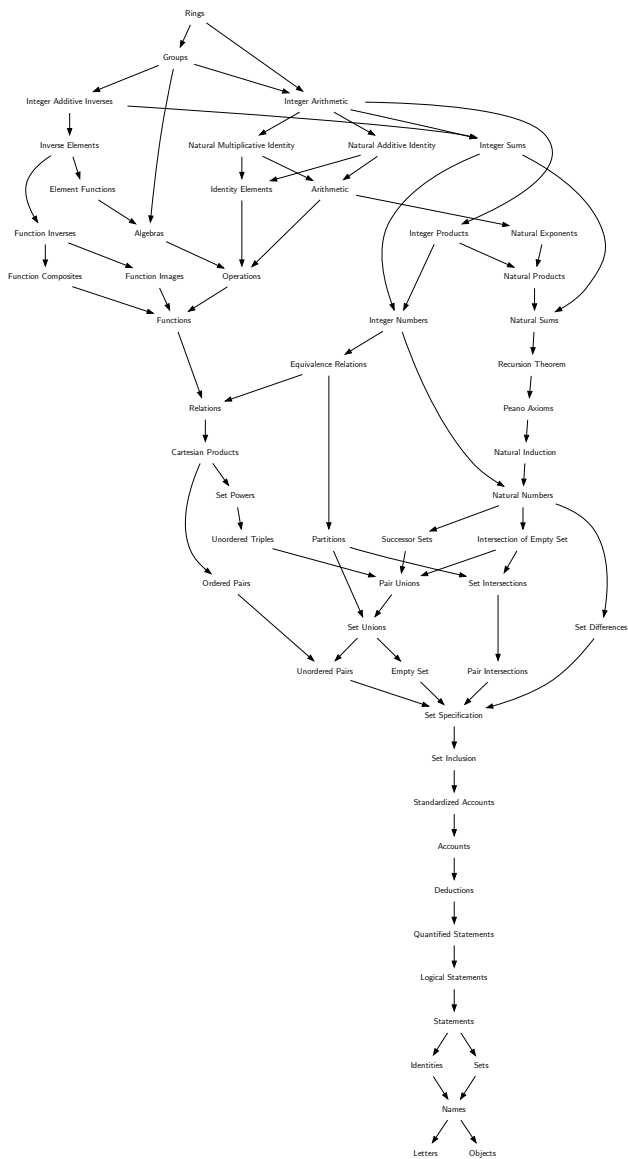 Rings
Groups
Integer Additive Inverses
Integer Arithmetic
Inverse Elements
Natural Multiplicative Identity
Natural Additive Identity
Integer Sums
Element Functions
Identity Elements
Arithmetic
Function Inverses
Algebras
Integer Products
Natural Exponents
Function Composites
Function Images
Operations
Natural Products
Functions
Integer Numbers
Natural Sums
Equivalence Relations
Recursion Theorem
Relations
Peano Axioms
Cartesian Products
Natural Induction
Set Powers
Natural Numbers
Unordered Triples
Partitions
Successor Sets
Intersection of Empty Set
Ordered Pairs
Pair Unions
Set Intersections
Set Unions
Set Differences
Unordered Pairs
Empty Set
Pair Intersections
Set Specification
Set Inclusion
Standardized Accounts
Accounts
Deductions
Quantified Statements
Logical Statements
Statements
Identities
Sets
Names
Letters
Objects